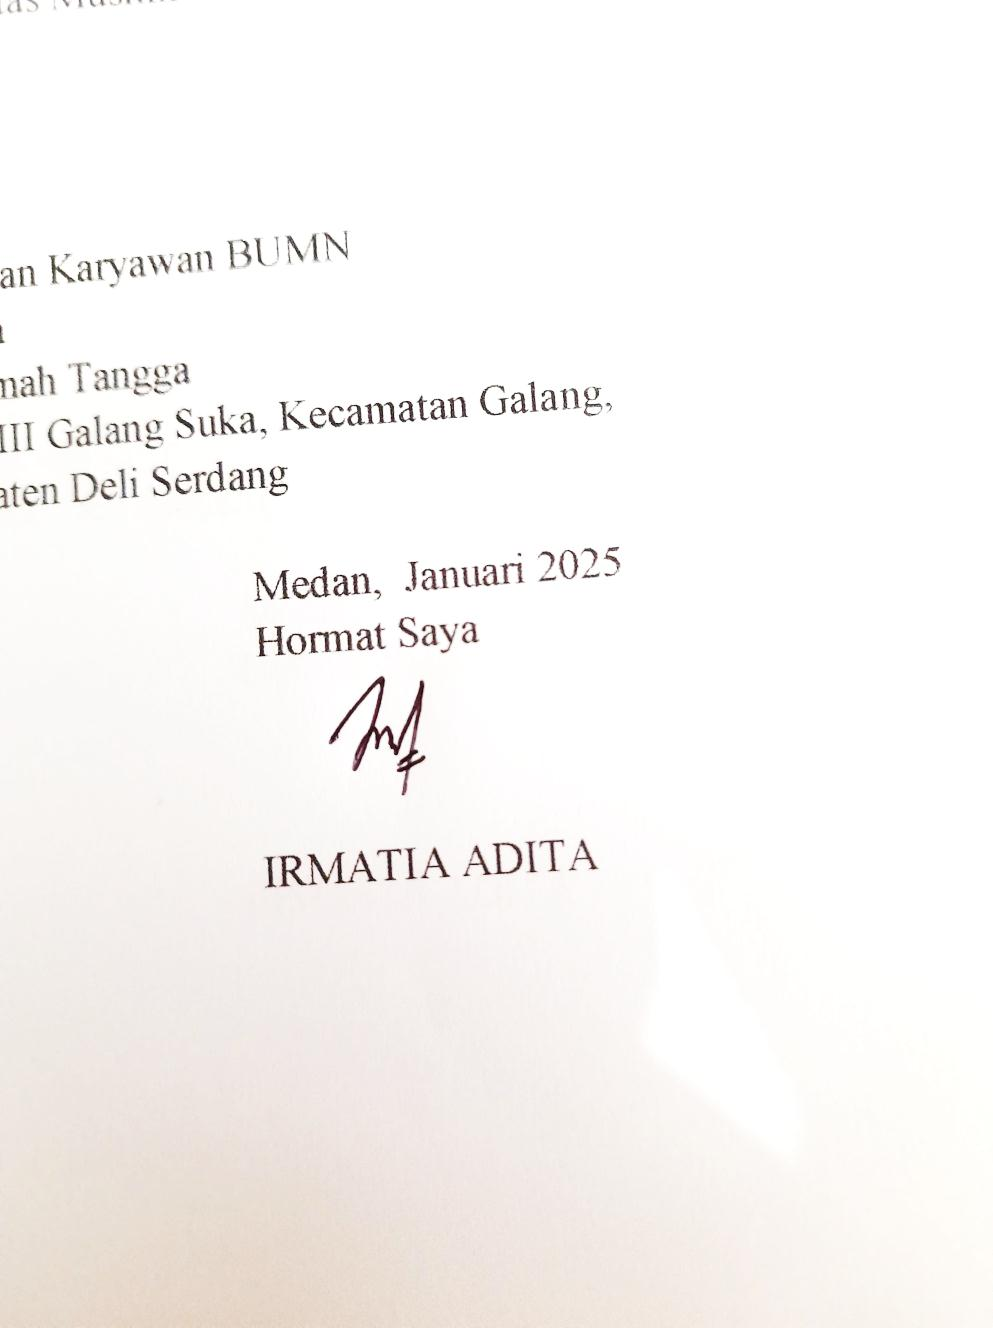 an Karyawan BUMN
mah Tangga
III Galang Suka, Kecamatan Galang,
aten Deli Serdang
Medan, Januari 2025
Hormat Saya
IRMATIA ADITA